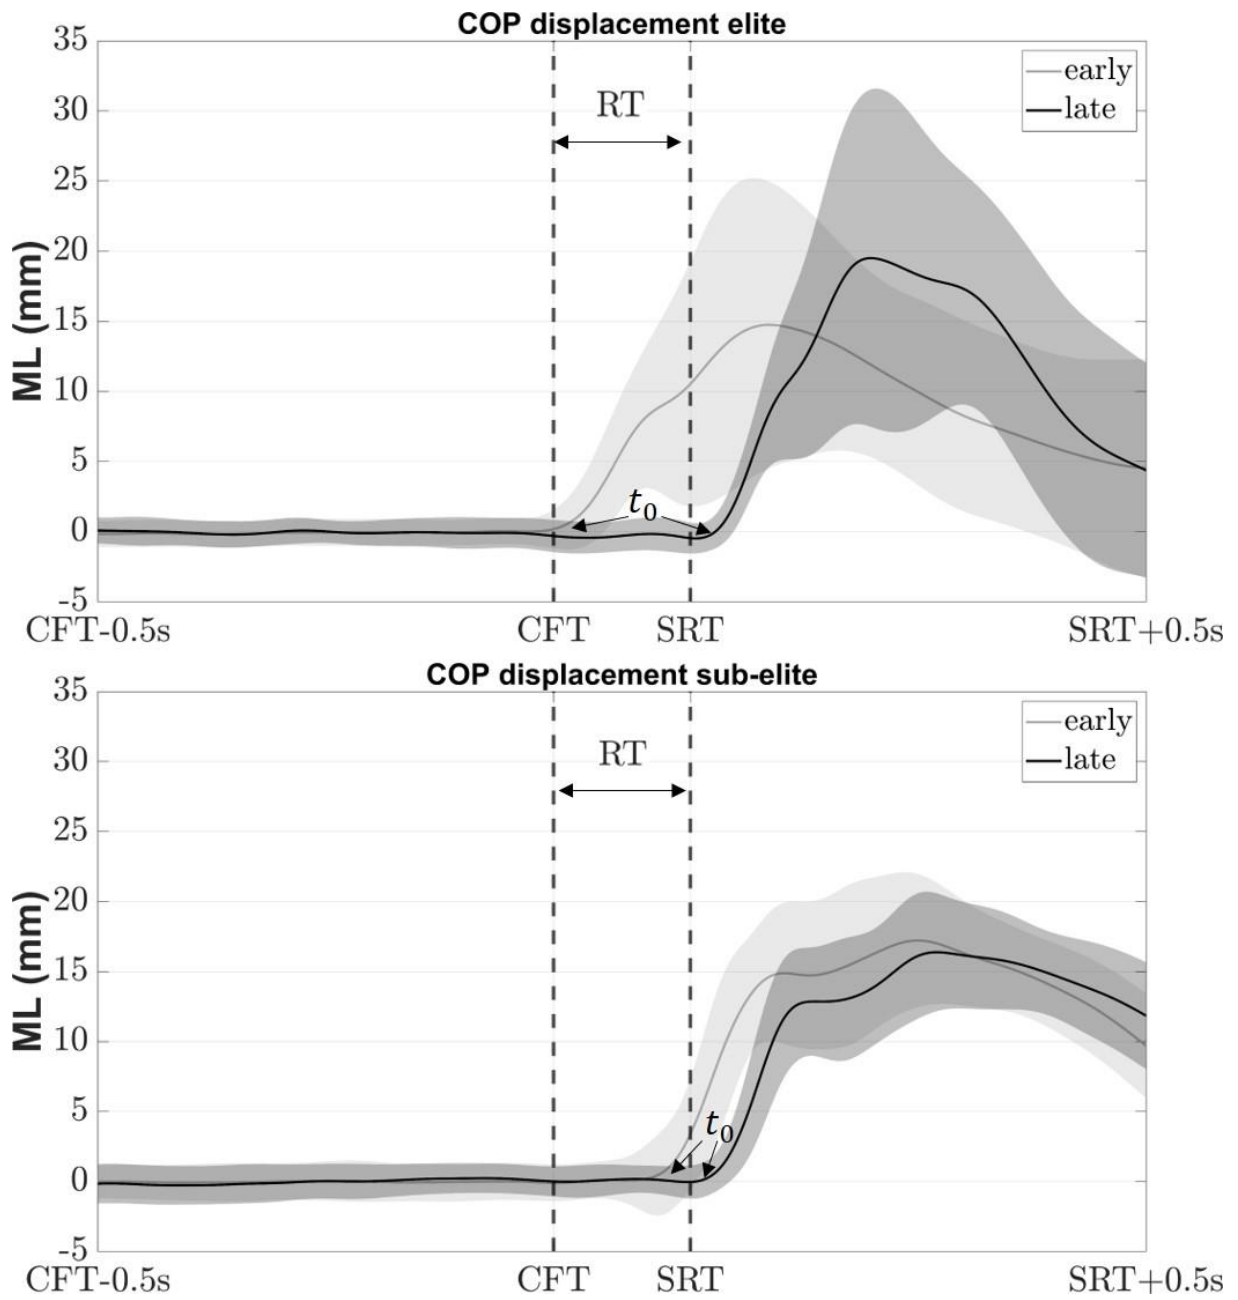 COP displacement elite
35
30
25
20
15
10
5
0
-5
ML (mm)
RT
early
late
t₀
CFT-0.5s CFT SRT SRT+0.5s
COP displacement sub-elite
35
30
25
20
15
10
5
0
-5
ML (mm)
RT
early
late
t₀
CFT-0.5s CFT SRT SRT+0.5s